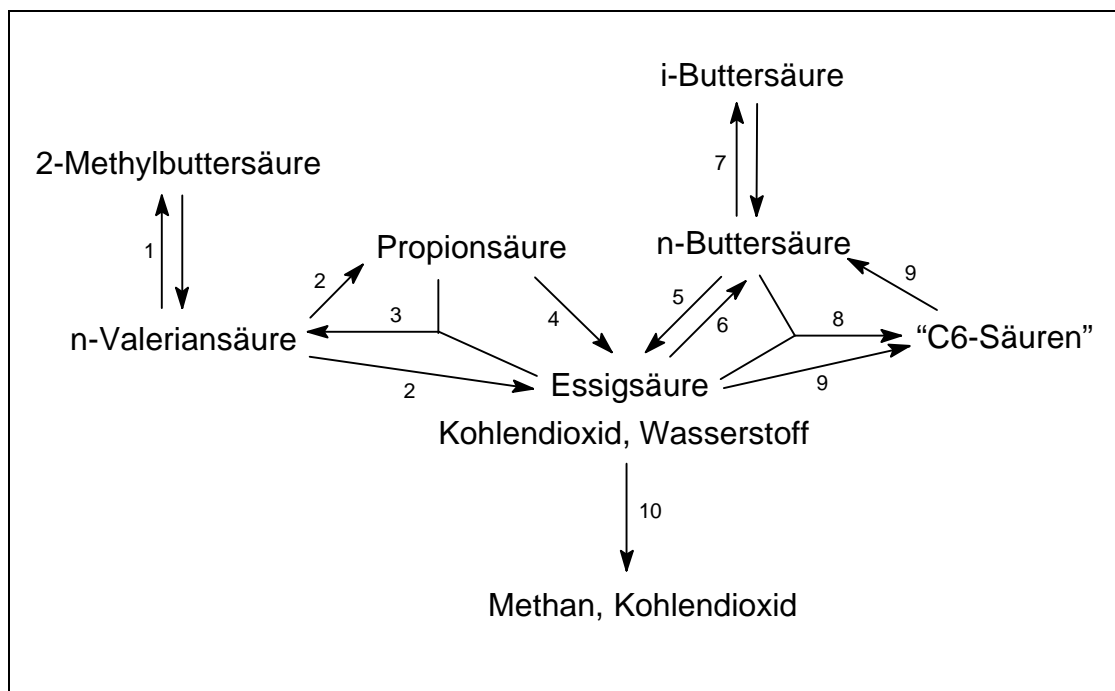 i-Buttersäure
7
2-Methylbuttersäure
1
Propionsäure
n-Buttersäure
2
3
4
5
6
8
9
n-Valeriansäure
“C6-Säuren”
2
Essigsäure
9
Kohlendioxid, Wasserstoff
10
Methan, Kohlendioxid